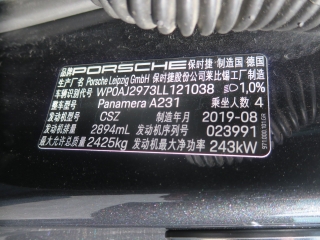 品牌 PORSCHE 保时捷 制造国 德国
制造厂名 Porsche Leipzig GmbH 保时捷股份公司莱比锡工厂制造
车辆识别代号 WP0AJ2973LL121038 1,0%
整车型号 Panamera A231 乘坐人数 4
发动机型号 CSZ 制造年月 2019-08
发动机排量 2894mL 发动机序列号 023991
最大允许总质量 2425kg 发动机最大净功率 243kW